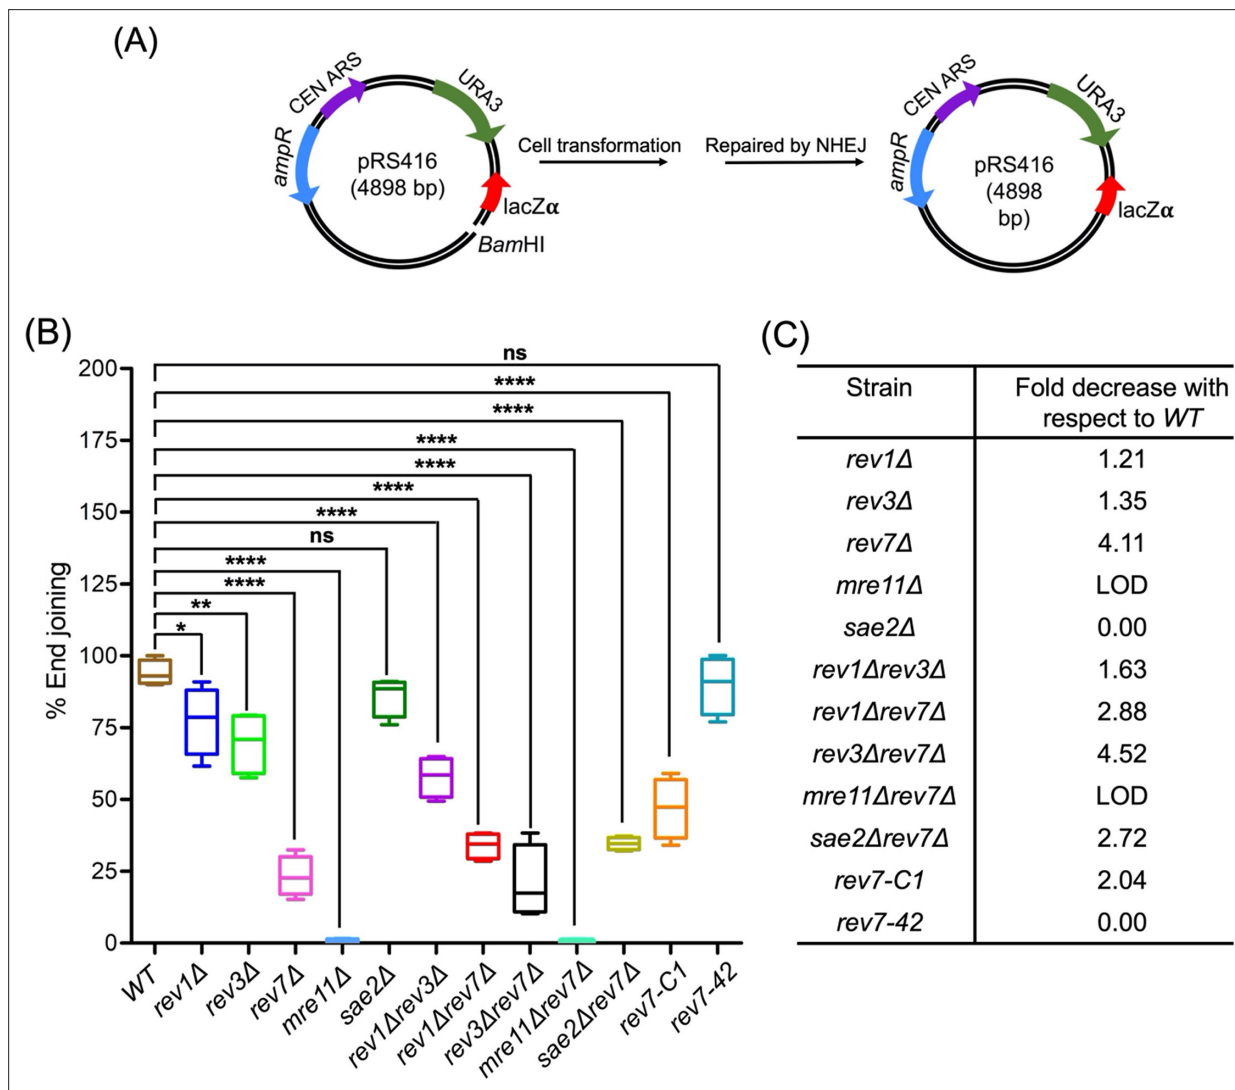 (A)
CEN ARS
URA3
ampR
pRS416
(4898 bp)
lacZα
BamHI
Cell transformation
Repaired by NHEJ
CEN ARS
URA3
ampR
pRS416
(4898
bp)
lacZα
(B)
% End joining
200
175
150
125
100
75
50
25
0
ns
****
****
****
****
****
****
ns
****
****
**
*
WT
rev1Δ
rev3Δ
rev7Δ
mre11Δ
sae2Δ
rev1Δrev3Δ
rev1Δrev7Δ
rev3Δrev7Δ
mre11Δrev7Δ
sae2Δrev7Δ
rev7-C1
rev7-42
(C)
Strain Fold decrease with
respect to WT
rev1Δ 1.21
rev3Δ 1.35
rev7Δ 4.11
mre11Δ LOD
sae2Δ 0.00
rev1Δrev3Δ 1.63
rev1Δrev7Δ 2.88
rev3Δrev7Δ 4.52
mre11Δrev7Δ LOD
sae2Δrev7Δ 2.72
rev7-C1 2.04
rev7-42 0.00